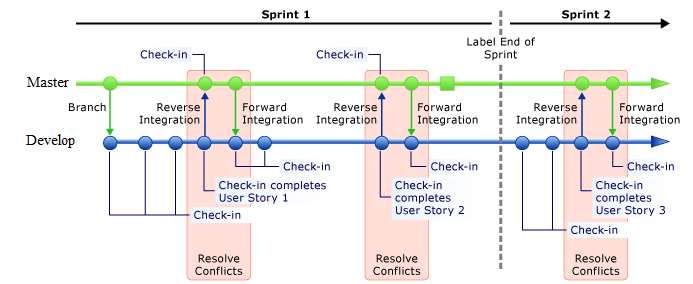 Sprint 1
Sprint 2
Label End of
Sprint
Check-in
Check-in
Master
Branch
Reverse
Integration
Forward
Integration
Reverse
Integration
Forward
Integration
Reverse
Integration
Forward
Integration
Develop
Check-in
Check-in
Check-in
Check-in completes
User Story 1
Check-in
completes
User Story 2
Check-in
completes
User Story 3
Check-in
Check-in
Resolve
Conflicts
Resolve
Conflicts
Resolve
Conflicts